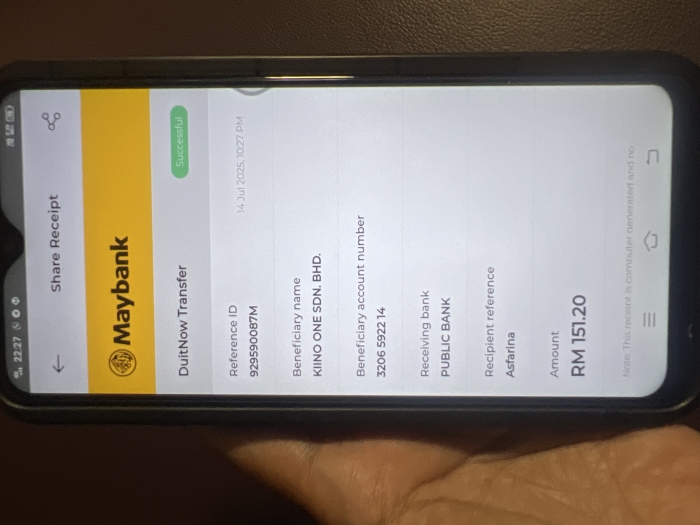 22:27
Share Receipt
Maybank
DuitNow Transfer
Successful
Reference ID
14 Jul 2025, 10:27 PM
929590087M
Beneficiary name
KIINO ONE SDN. BHD.
Beneficiary account number
3206 5922 14
Receiving bank
PUBLIC BANK
Recipient reference
Asfarina
Amount
RM 151.20
Note: This receipt is computer generated and no